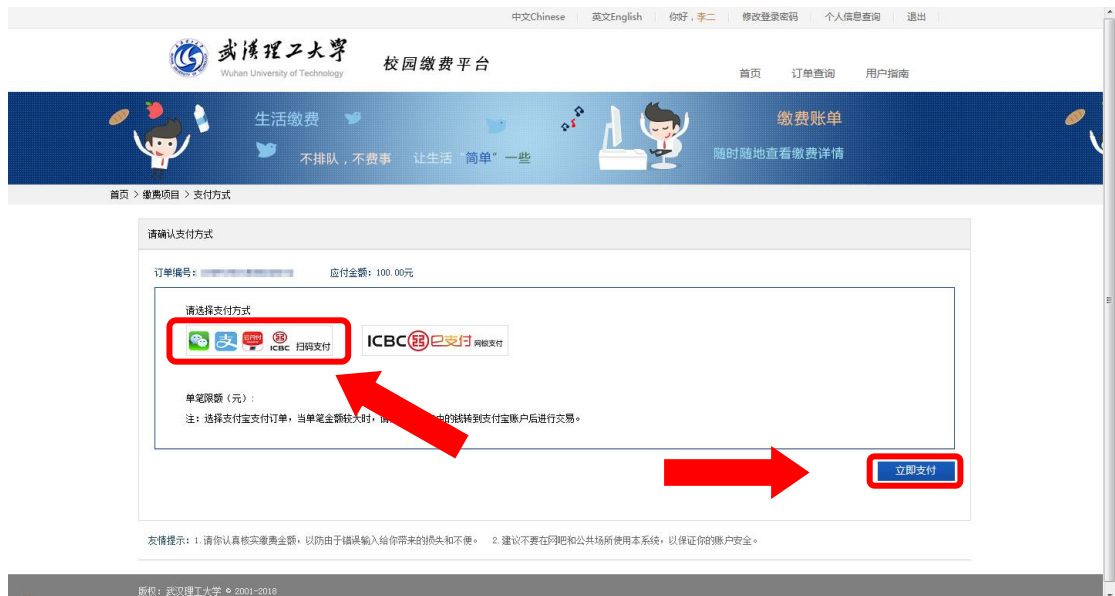 中文Chinese 英文English 你好，李二 修改登录密码 个人信息查询 退出
武汉理工大学
Wuhan University of Technology
校园缴费平台
首页 订单查询 用户指南
生活缴费
不排队，不费事 让生活“简单”一些
缴费账单
随时随地查看缴费详情
首页 > 缴费项目 > 支付方式
请确认支付方式
订单编号： 应付金额：100.00元
请选择支付方式
支 ICBC 扫码支付
ICBC e支付 网银支付
单笔限额（元）:
注：选择支付宝支付订单，当单笔金额较大时，请 中的钱转到支付宝账户后进行交易。
立即支付
友情提示：1.请你认真核实缴费金额，以防由于错误输入给你带来的损失和不便。 2.建议不要在网吧和公共场所使用本系统，以保证你的账户安全。
版权：武汉理工大学 © 2001-2018